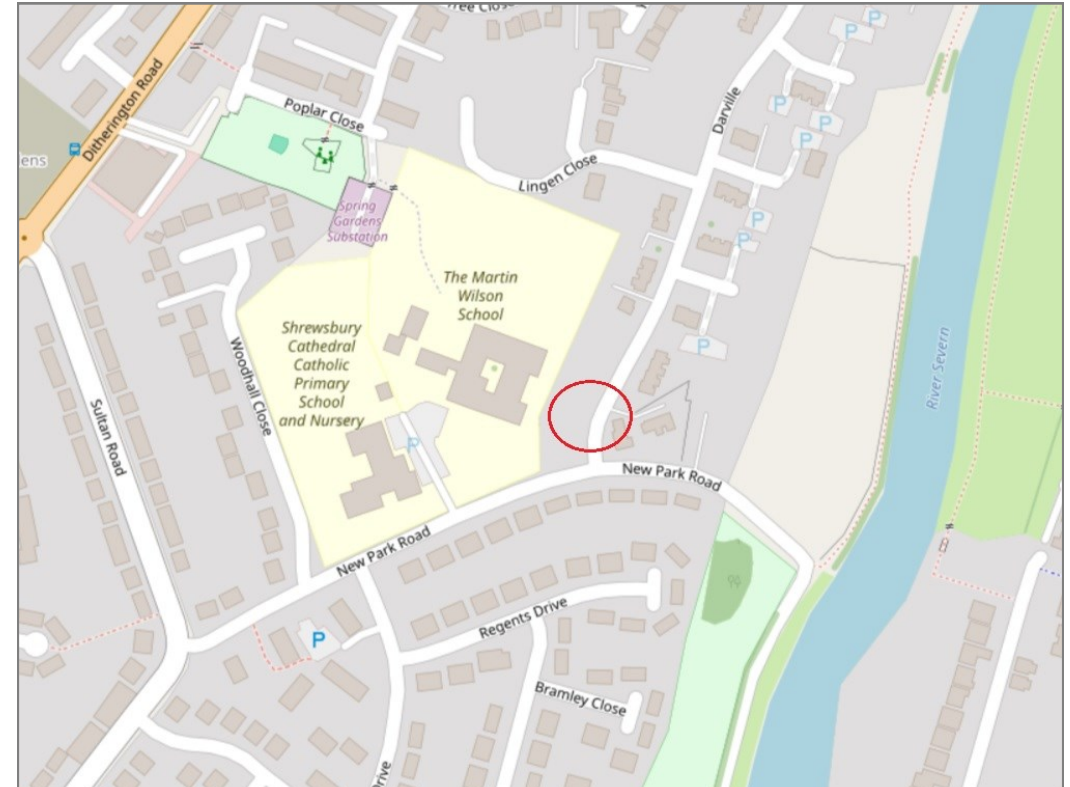 Tree Close
Ditherington Road
Poplar Close
Darville
P
P
P
P
ens
Lingen Close
Spring
Gardens
Substation
P
P
The Martin
Wilson
School
Shrewsbury
Cathedral
Catholic
Primary
School
and Nursery
Woodhall Close
P
River Severn
Sultan Road
P
New Park Road
New Park Road
Regents Drive
P
Bramley Close
Drive